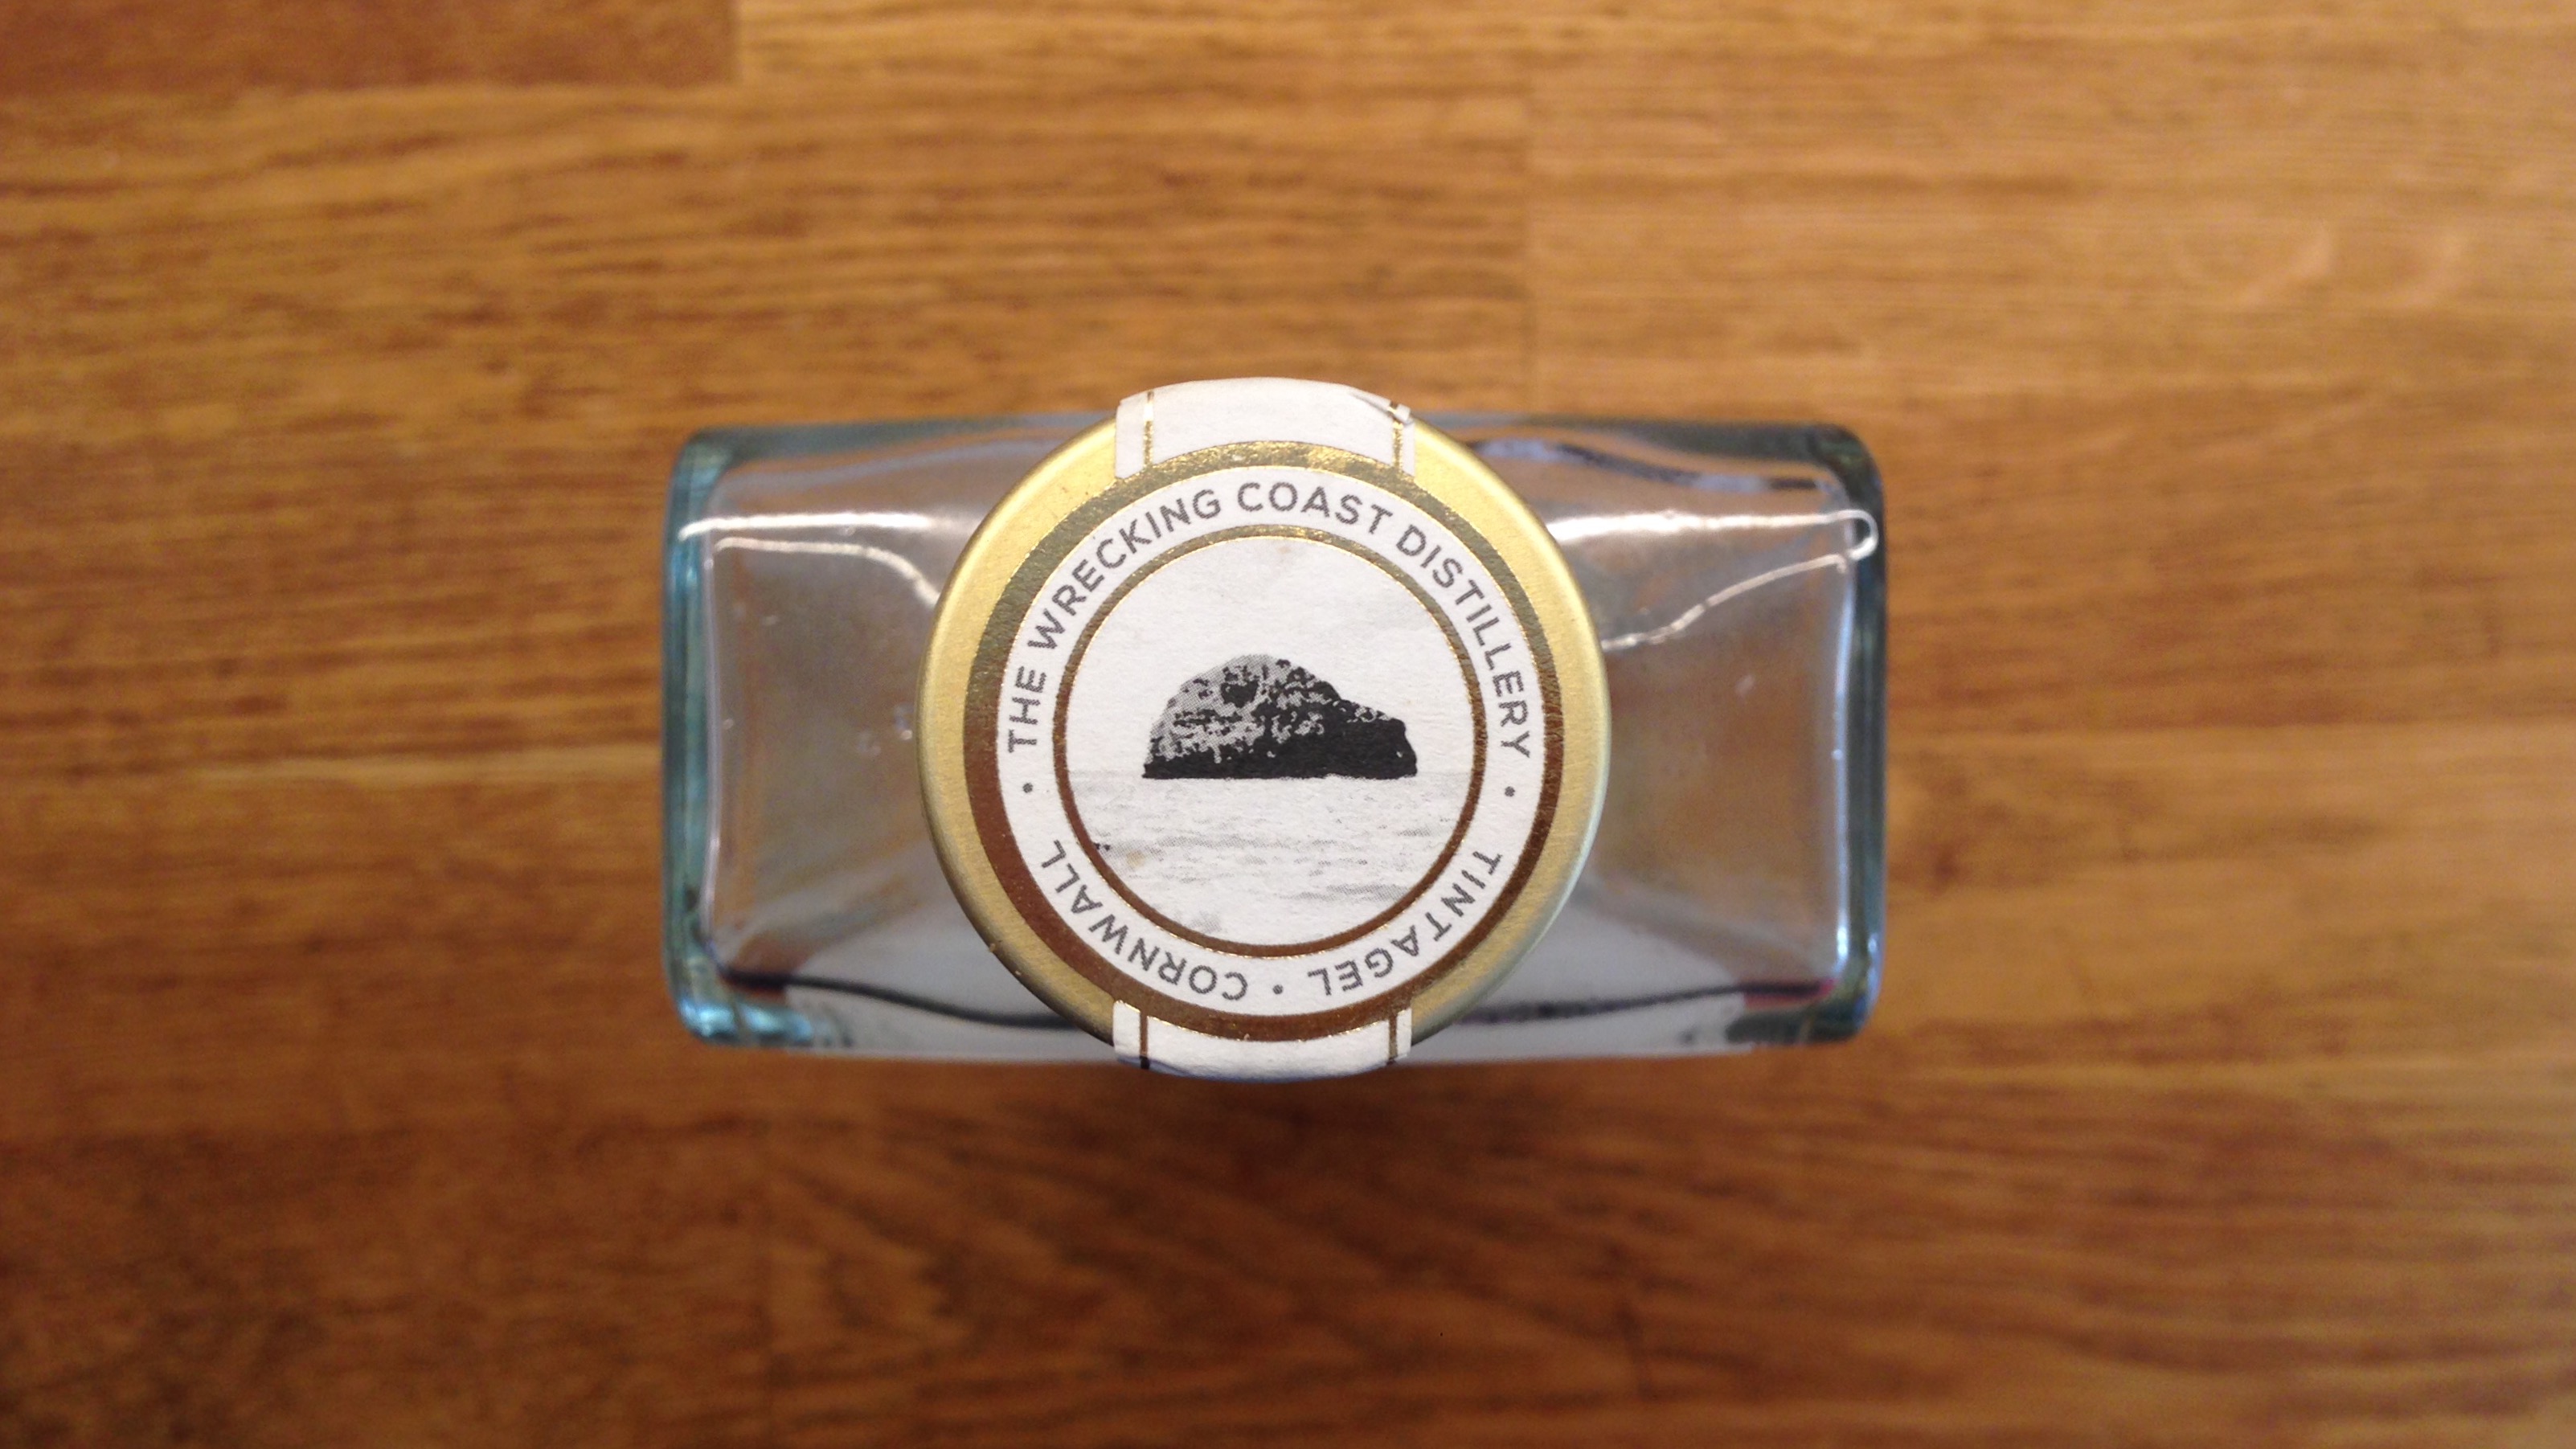 • THE WRECKING COAST DISTILLERY •
TINTAGEL • CORNWALL